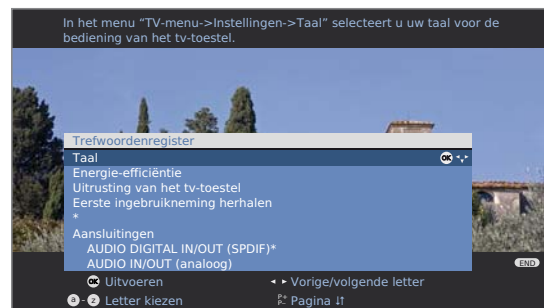 In het menu “TV-menu->Instellingen->Taal” selecteert u uw taal voor de
bediening van het tv-toestel.
Trefwoordenregister
Taal OK
Energie-efficiëntie
Uitrusting van het tv-toestel
Eerste ingebruikneming herhalen
*
Aansluitingen
AUDIO DIGITAL IN/OUT (SPDIF)*
AUDIO IN/OUT (analoog)
END
OK Uitvoeren
Vorige/volgende letter
a - z Letter kiezen
P+ P− Pagina ↓↑